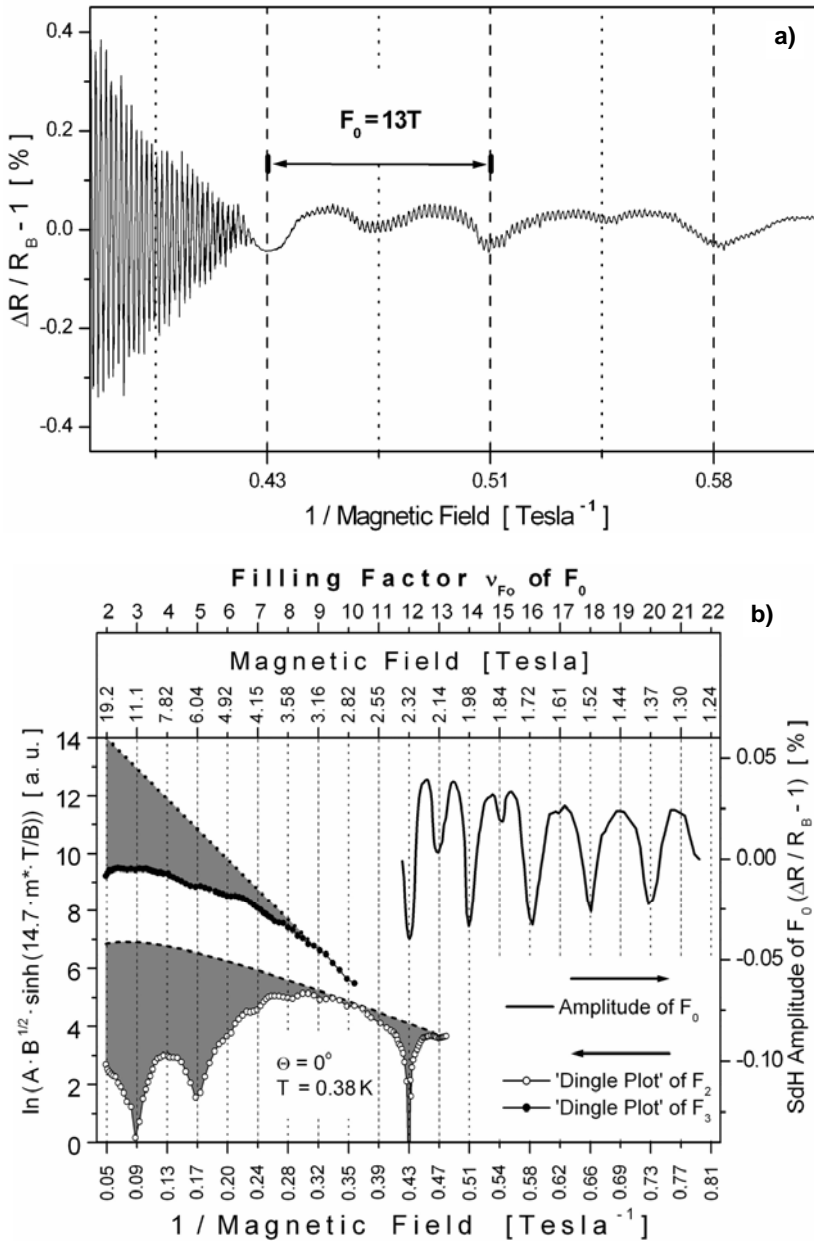 a)
0.4
0.2
0.0
-0.2
-0.4
ΔR / R_B - 1 [ % ]
F_0 = 13T
0.43 0.51 0.58
1 / Magnetic Field [ Tesla^-1 ]
b)
Filling Factor ν_Fo of F_0
2 3 4 5 6 7 8 9 10 11 12 13 14 15 16 17 18 19 20 21 22
Magnetic Field [Tesla]
19.2 11.1 7.82 6.04 4.92 4.15 3.58 3.16 2.82 2.55 2.32 2.14 1.98 1.84 1.72 1.61 1.52 1.44 1.37 1.30 1.24
ln (A · B^1/2 · sinh (14.7 · m* · T/B)) [ a. u. ]
14
12
10
8
6
4
2
0
0.05
0.00
-0.05
-0.10
SdH Amplitude of F_0 (ΔR / R_B - 1) [ % ]
Amplitude of F_0
'Dingle Plot' of F_2
'Dingle Plot' of F_3
Θ = 0°
T = 0.38 K
0.05 0.09 0.13 0.17 0.20 0.24 0.28 0.32 0.35 0.39 0.43 0.47 0.51 0.54 0.58 0.62 0.66 0.69 0.73 0.77 0.81
1 / Magnetic Field [Tesla^-1]